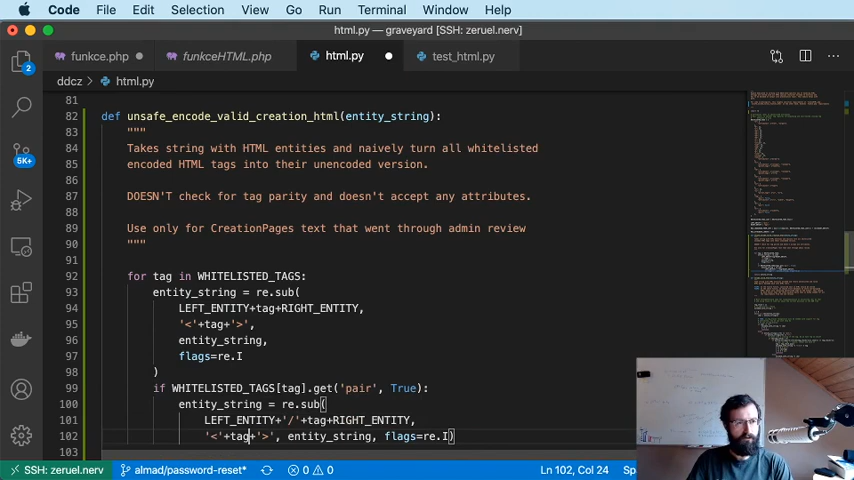 Code File Edit Selection View Go Run Terminal Window Help
html.py — graveyard [SSH: zeruel.nerv]
funkce.php funkceHTML.php html.py test_html.py
ddcz > html.py
81
82 def unsafe_encode_valid_creation_html(entity_string):
83 """
84 Takes string with HTML entities and naively turn all whitelisted
85 encoded HTML tags into their unencoded version.
86
87 DOESN'T check for tag parity and doesn't accept any attributes.
88
89 Use only for CreationPages text that went through admin review
90 """
91
92 for tag in WHITELISTED_TAGS:
93 entity_string = re.sub(
94 LEFT_ENTITY+tag+RIGHT_ENTITY,
95 '<'+tag+'>',
96 entity_string,
97 flags=re.I
98 )
99 if WHITELISTED_TAGS[tag].get('pair', True):
100 entity_string = re.sub(
101 LEFT_ENTITY+'/'+tag+RIGHT_ENTITY,
102 '<'+tag+'>', entity_string, flags=re.I)
103
2
5K+
SSH: zeruel.nerv almad/password-reset* 0 0 Ln 102, Col 24